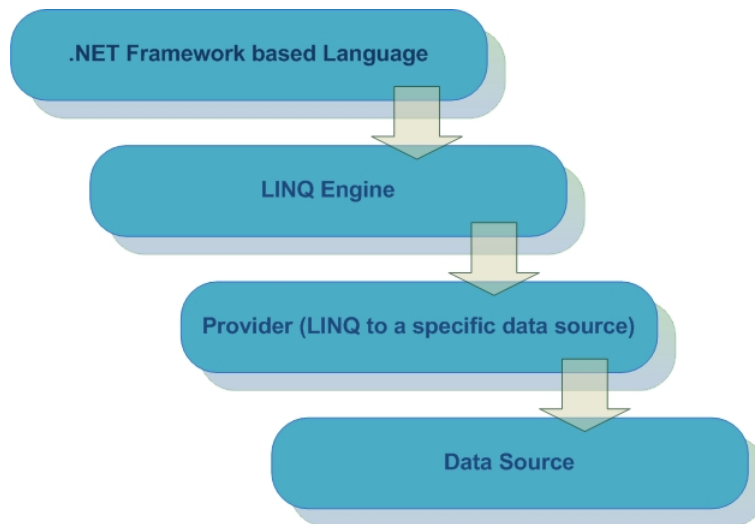 .NET Framework based Language
LINQ Engine
Provider (LINQ to a specific data source)
Data Source